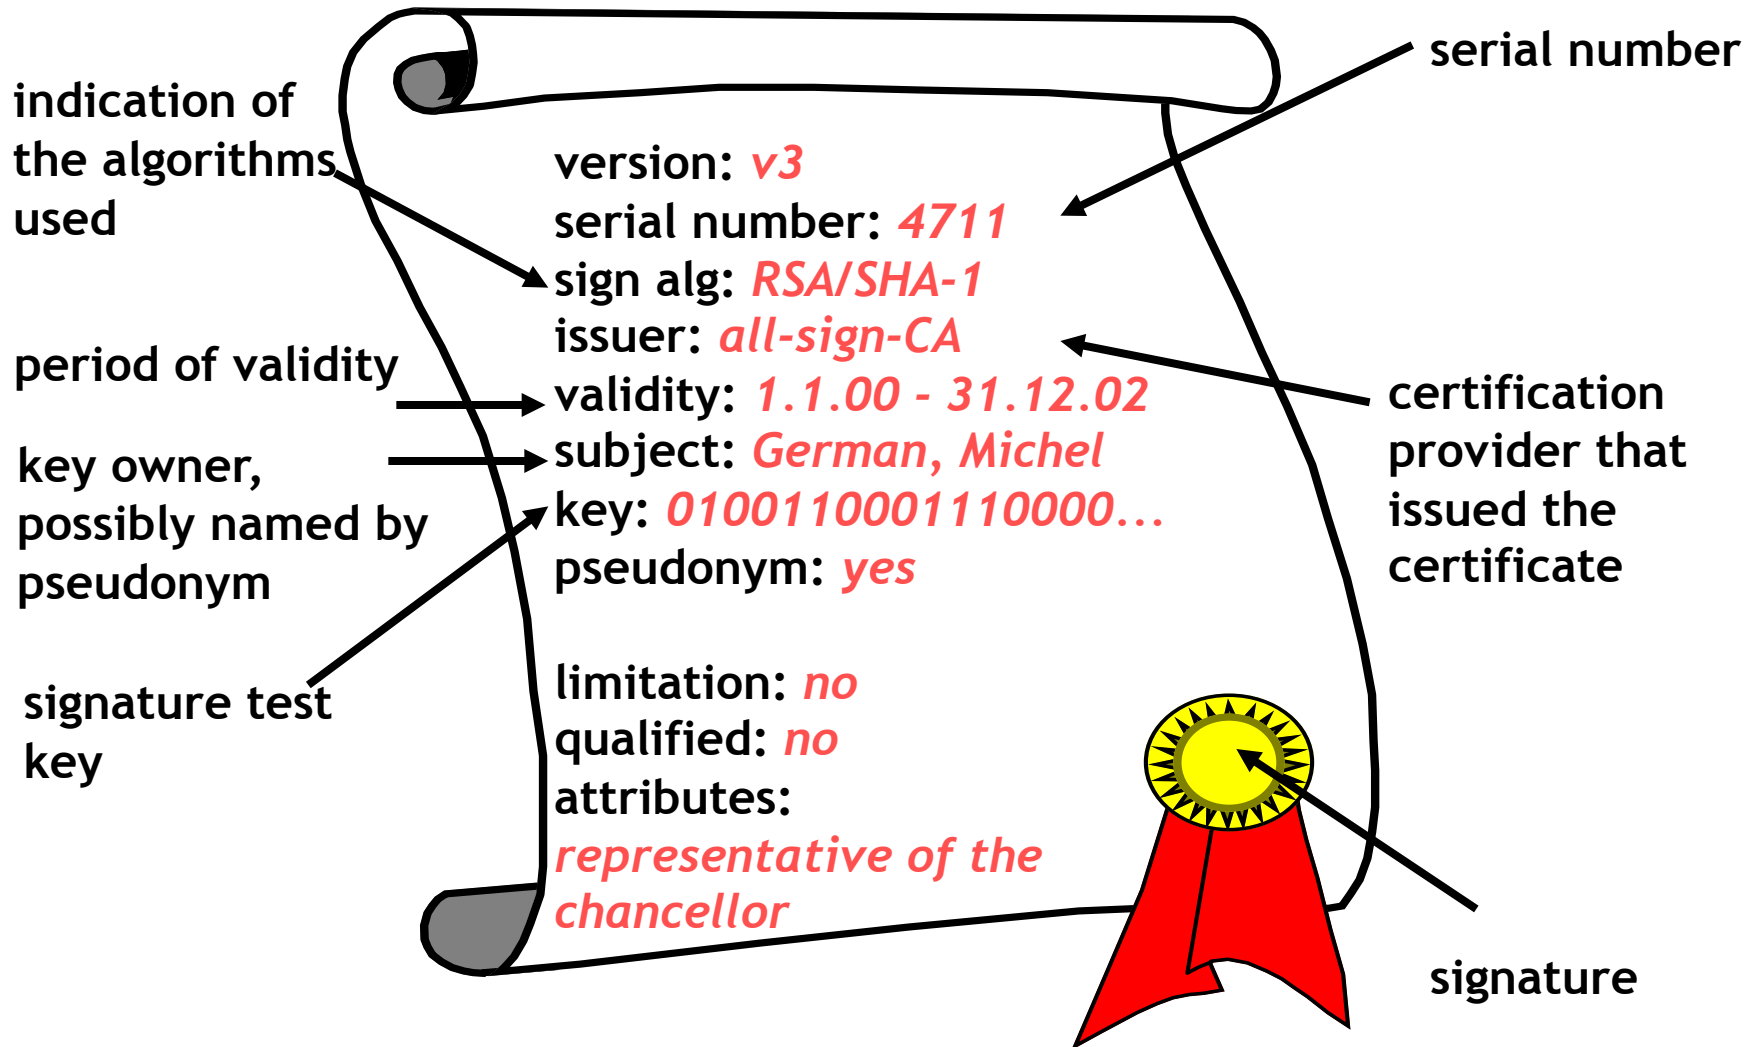 serial number
indication of
the algorithms
used
version: v3
serial number: 4711
sign alg: RSA/SHA-1
issuer: all-sign-CA
validity: 1.1.00 - 31.12.02
subject: German, Michel
key: 0100110001110000...
pseudonym: yes
limitation: no
qualified: no
attributes:
representative of the
chancellor
period of validity
key owner,
possibly named by
pseudonym
signature test
key
certification
provider that
issued the
certificate
signature